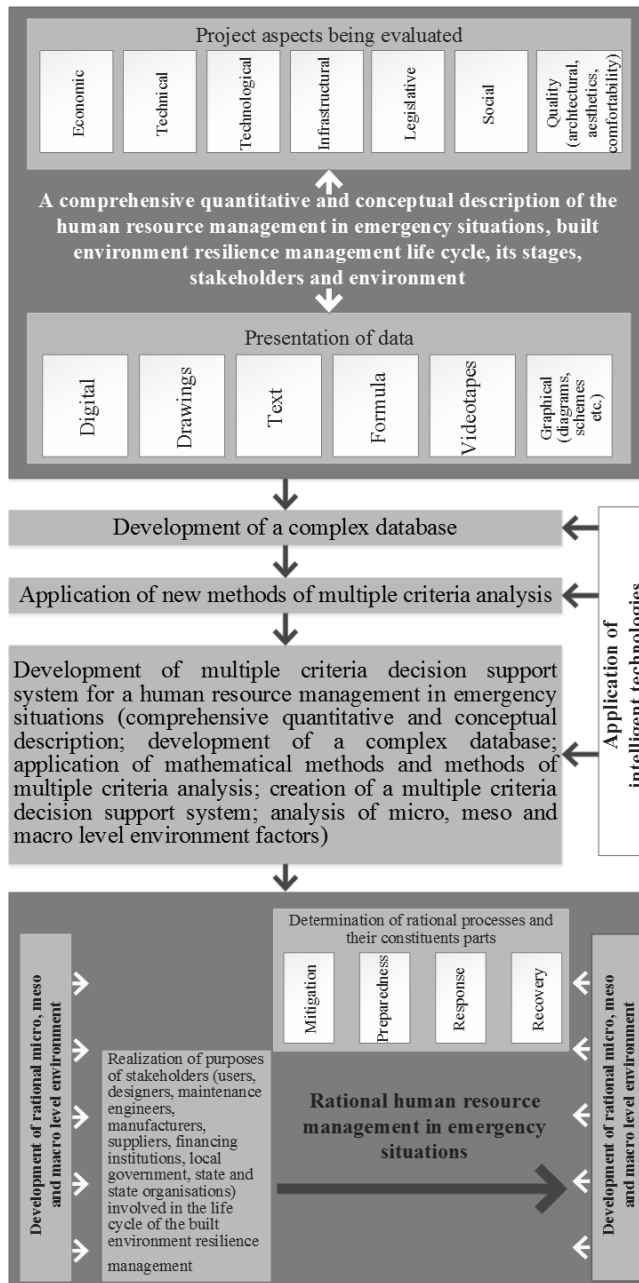 Project aspects being evaluated
Economic
Technical
Technological
Infrastructural
Legislative
Social
Quality
(archtectural,
aesthetics,
comfortability)
A comprehensive quantitative and conceptual description of the
human resource management in emergency situations, built
environment resilience management life cycle, its stages,
stakeholders and environment
Presentation of data
Digital
Drawings
Text
Formula
Videotapes
Graphical
(diagrams,
schemes
etc.)
Development of a complex database
Application of new methods of multiple criteria analysis
Development of multiple criteria decision support
system for a human resource management in emergency
situations (comprehensive quantitative and conceptual
description; development of a complex database;
application of mathematical methods and methods of
multiple criteria analysis; creation of a multiple criteria
decision support system; analysis of micro, meso and
macro level environment factors)
Application of
intelligent technologies
Development of rational micro, meso
and macro level environment
Determination of rational processes and
their constituents parts
Mitigation
Preparedness
Response
Recovery
Realization of purposes
of stakeholders (users,
designers, maintenance
engineers,
manufacturers,
suppliers, financing
institutions, local
government, state and
state organisations)
involved in the life
cycle of the built
environment resilience
management
Rational human resource
management in emergency
situations
Development of rational micro, meso
and macro level environment